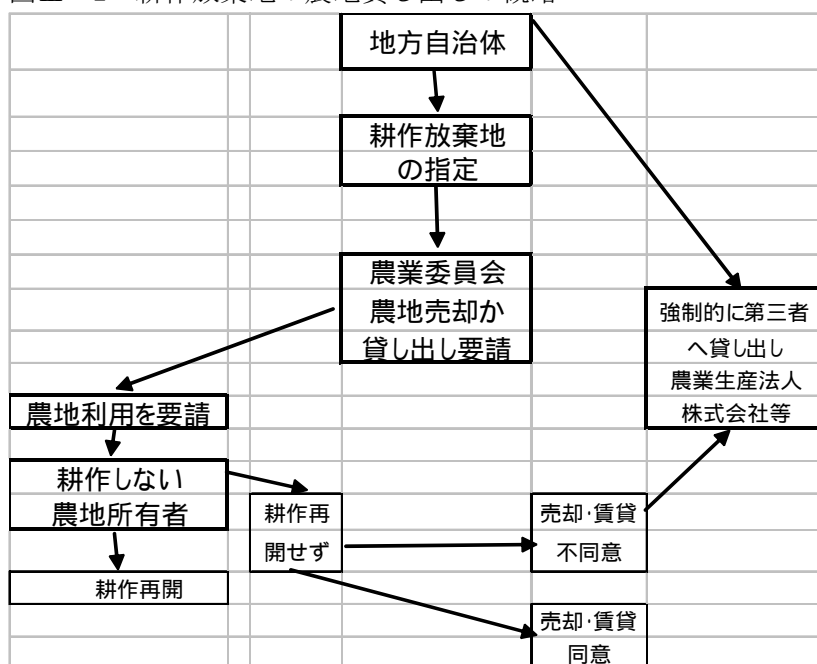 地方自治体
耕作放棄地
の指定
農業委員会
農地売却か
貸し出し要請
強制的に第三者
へ貸し出し
農業生産法人
株式会社等
農地利用を要請
耕作しない
農地所有者
耕作再
開せず
売却・賃貸
不同意
耕作再開
売却・賃貸
同意